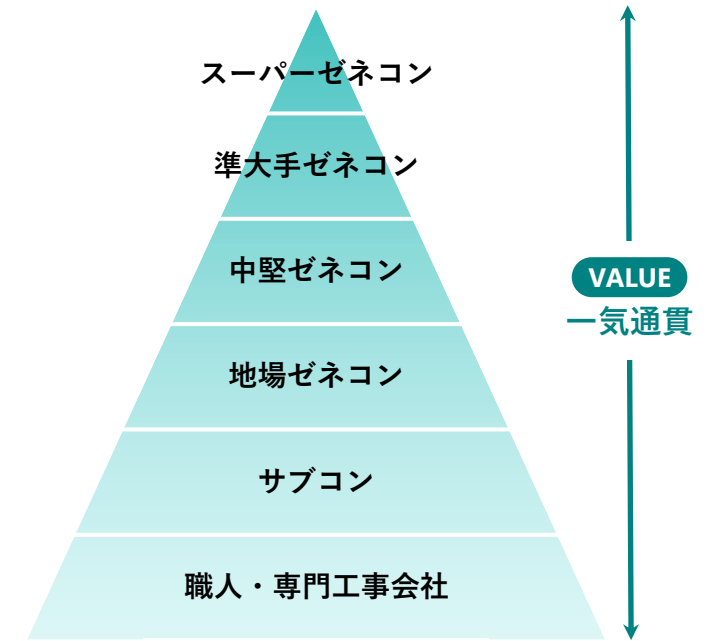 スーパーゼネコン
準大手ゼネコン
中堅ゼネコン
地場ゼネコン
サブコン
職人・専門工事会社
VALUE
一気通貫